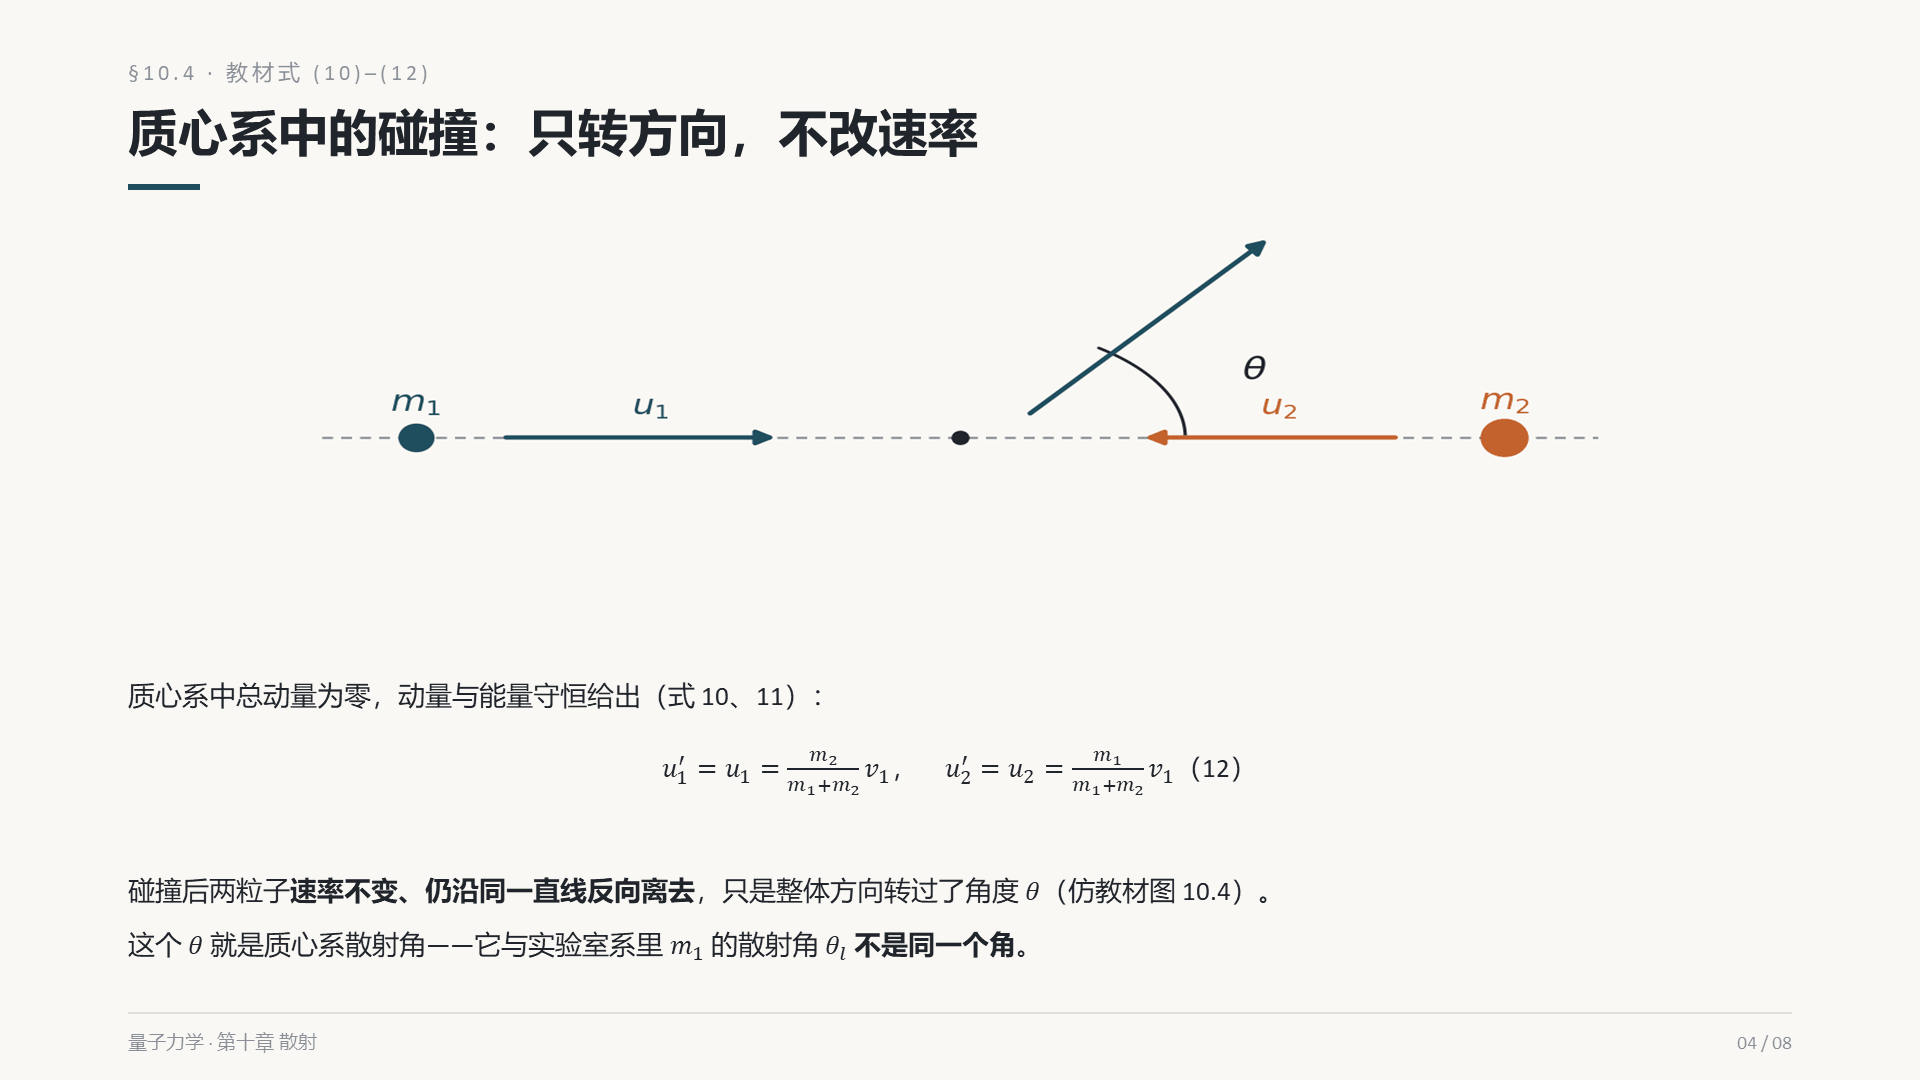 §10.4 · 教材式 (10)–(12)
质心系中的碰撞：只转方向，不改速率
θ
m₁ u₁ u₂ m₂
质心系中总动量为零，动量与能量守恒给出（式 10、11）：
u₁′ = u₁ = m₂/(m₁+m₂) v₁, u₂′ = u₂ = m₁/(m₁+m₂) v₁（12）
碰撞后两粒子速率不变、仍沿同一直线反向离去，只是整体方向转过了角度 θ（仿教材图 10.4）。
这个 θ 就是质心系散射角——它与实验室系里 m₁ 的散射角 θₗ 不是同一个角。
量子力学 · 第十章 散射
04 / 08